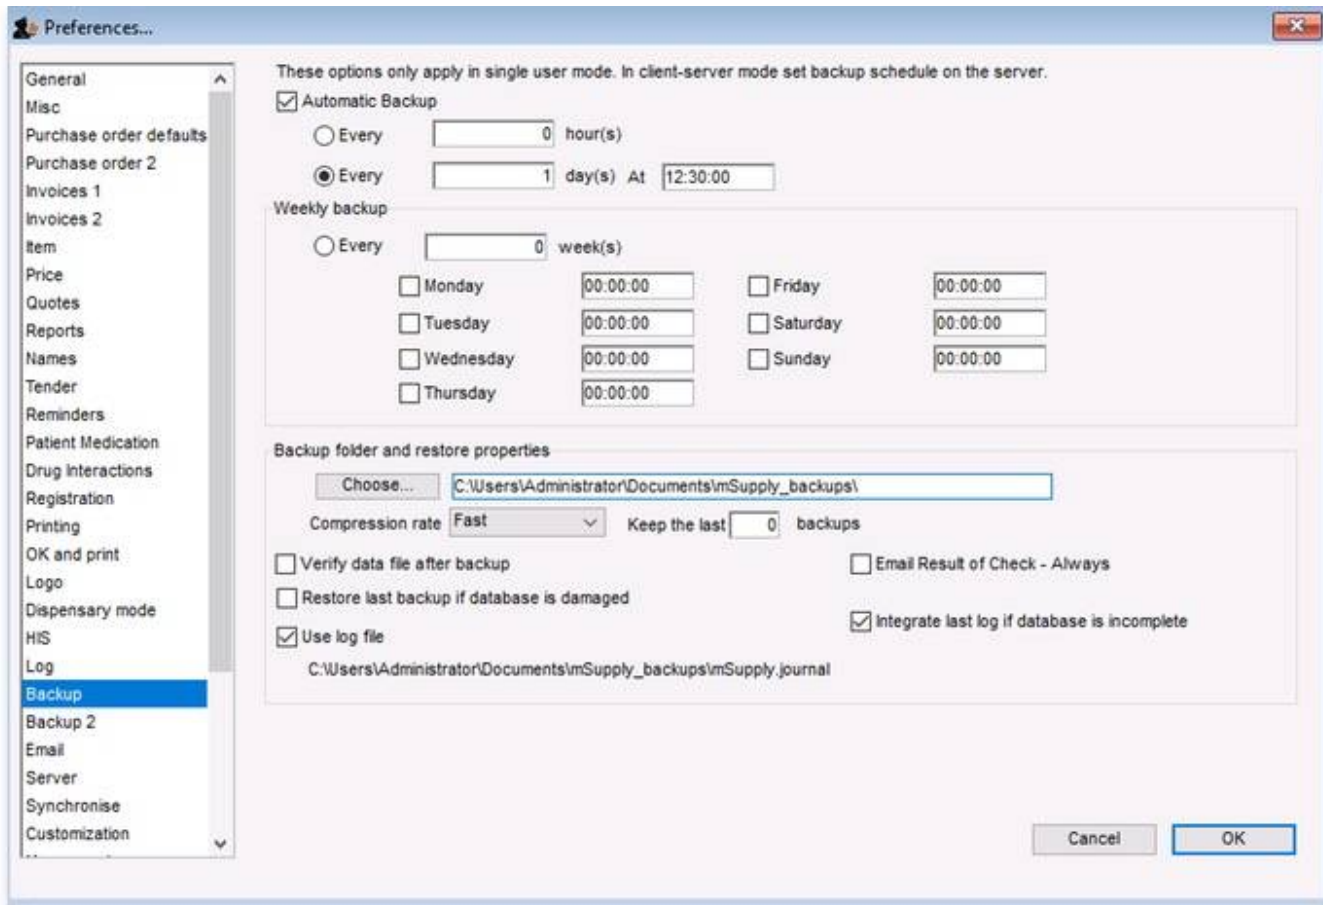 Preferences...
General
Misc
Purchase order defaults
Purchase order 2
Invoices 1
Invoices 2
Item
Price
Quotes
Reports
Names
Tender
Reminders
Patient Medication
Drug Interactions
Registration
Printing
OK and print
Logo
Dispensary mode
HIS
Log
Backup
Backup 2
Email
Server
Synchronise
Customization
These options only apply in single user mode. In client-server mode set backup schedule on the server.
Automatic Backup
Every 0 hour(s)
Every 1 day(s) At 12:30:00
Weekly backup
Every 0 week(s)
Monday 00:00:00 Friday 00:00:00
Tuesday 00:00:00 Saturday 00:00:00
Wednesday 00:00:00 Sunday 00:00:00
Thursday 00:00:00
Backup folder and restore properties
Choose... C:\Users\Administrator\Documents\mSupply_backups\
Compression rate Fast Keep the last 0 backups
Verify data file after backup Email Result of Check - Always
Restore last backup if database is damaged
Integrate last log if database is incomplete
Use log file
C:\Users\Administrator\Documents\mSupply_backups\mSupply.journal
Cancel OK